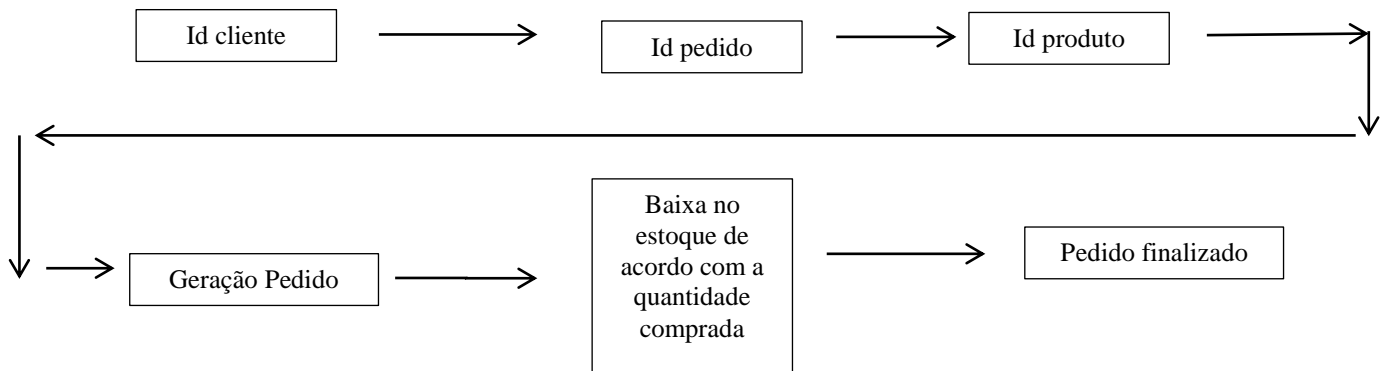 Id cliente
Id pedido
Id produto
Geração Pedido
Baixa no
estoque de
acordo com a
quantidade
comprada
Pedido finalizado